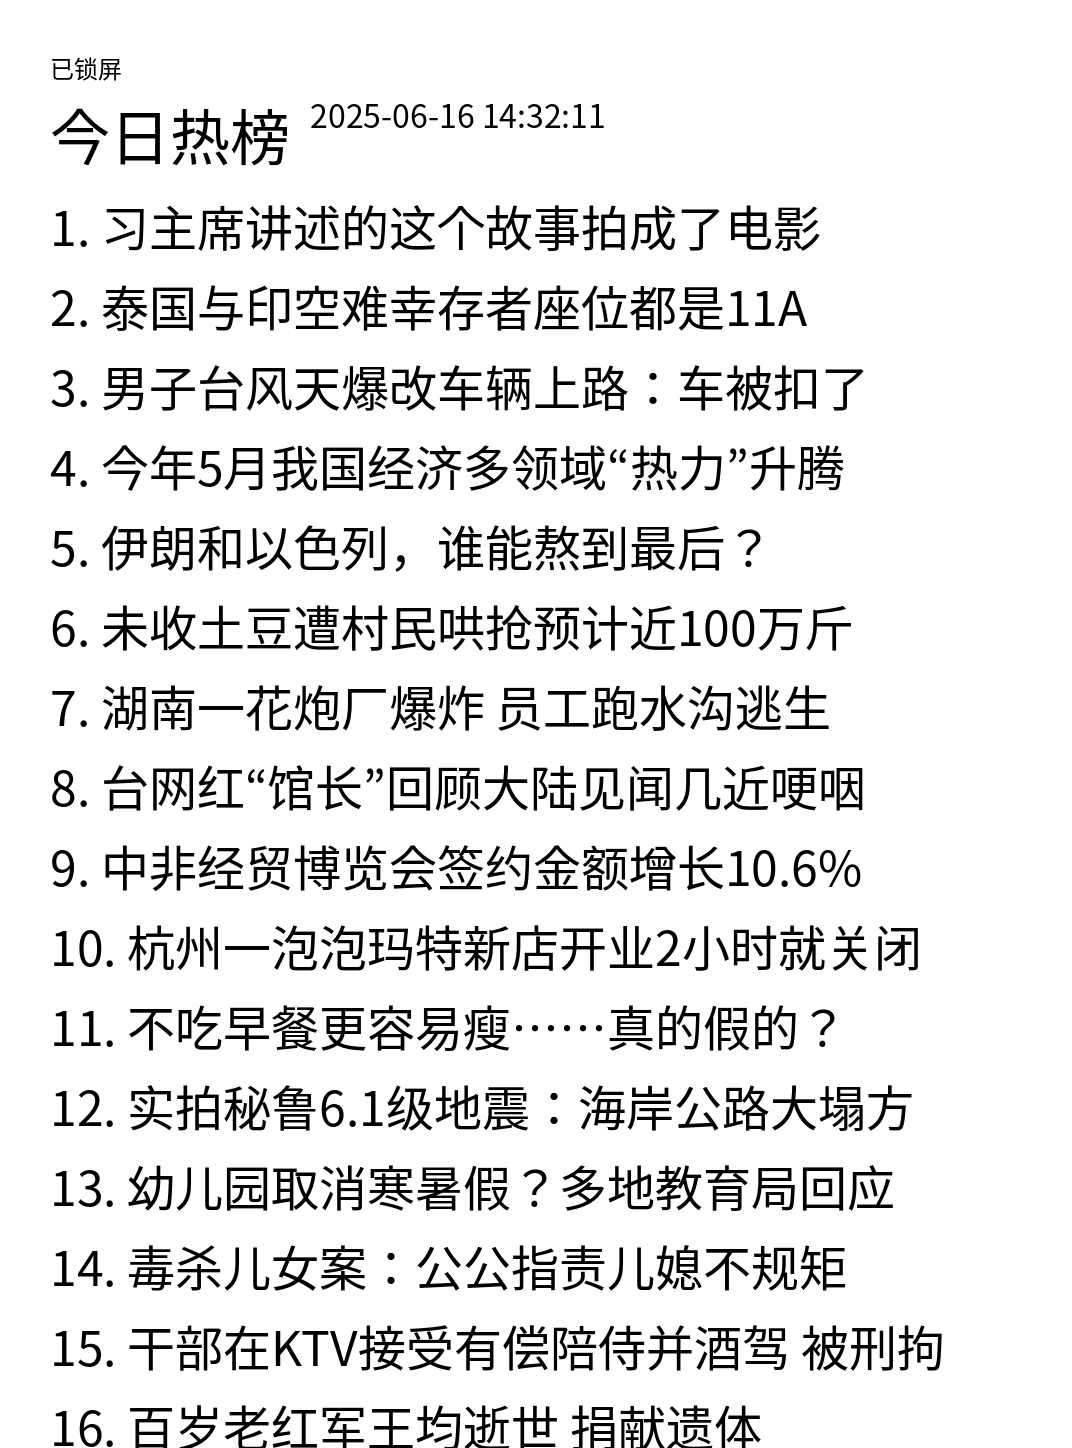 已锁屏
今日热榜 2025-06-16 14:32:11
1. 习主席讲述的这个故事拍成了电影
2. 泰国与印空难幸存者座位都是11A
3. 男子台风天爆改车辆上路：车被扣了
4. 今年5月我国经济多领域“热力”升腾
5. 伊朗和以色列，谁能熬到最后？
6. 未收土豆遭村民哄抢预计近100万斤
7. 湖南一花炮厂爆炸 员工跑水沟逃生
8. 台网红“馆长”回顾大陆见闻几近哽咽
9. 中非经贸博览会签约金额增长10.6%
10. 杭州一泡泡玛特新店开业2小时就关闭
11. 不吃早餐更容易瘦……真的假的？
12. 实拍秘鲁6.1级地震：海岸公路大塌方
13. 幼儿园取消寒暑假？多地教育局回应
14. 毒杀儿女案：公公指责儿媳不规矩
15. 干部在KTV接受有偿陪侍并酒驾 被刑拘
16. 百岁老红军王均逝世 捐献遗体